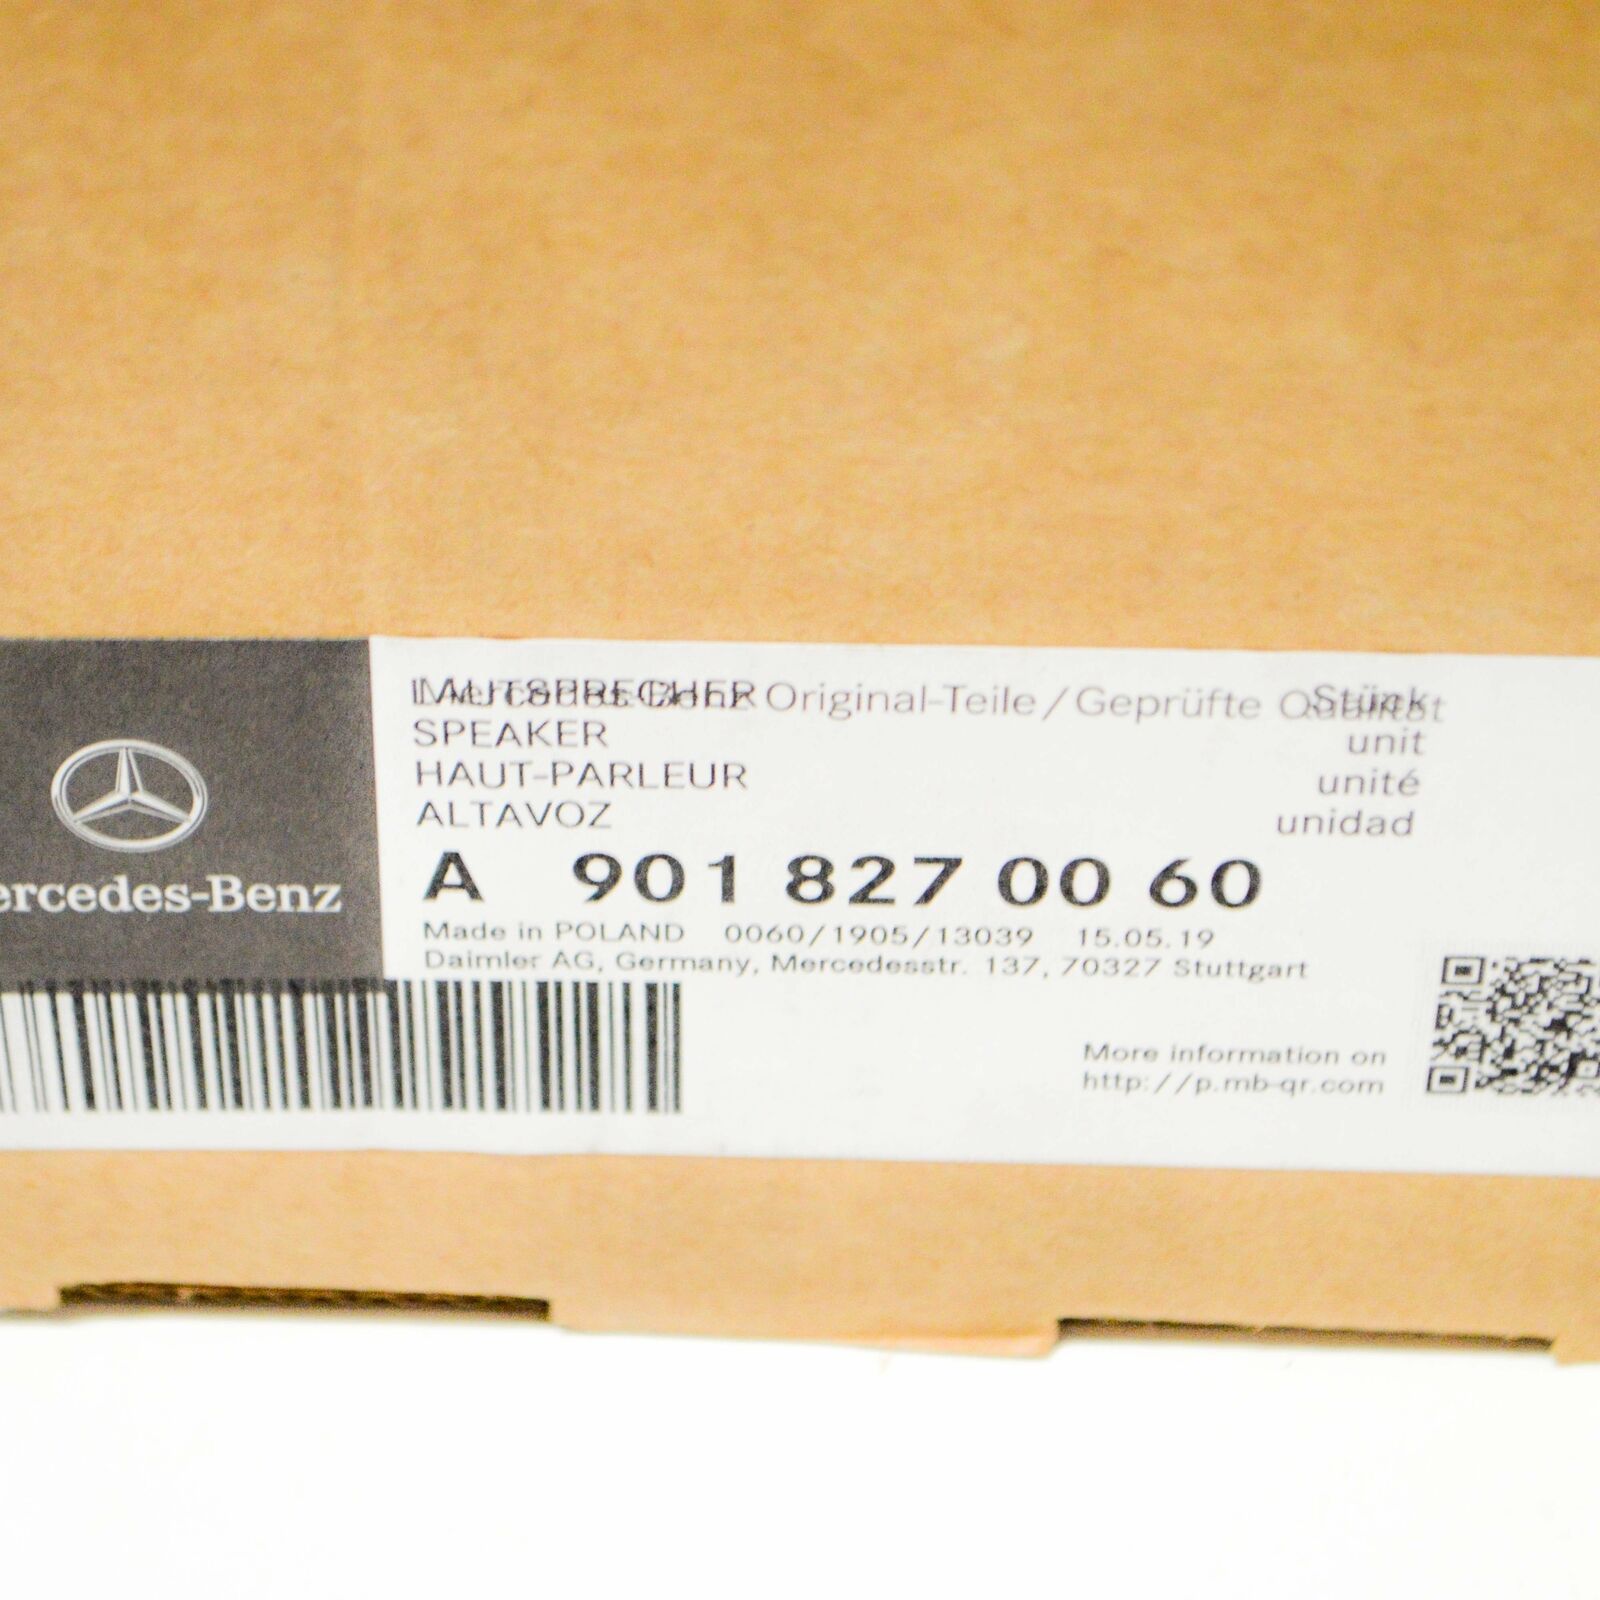 LAUTSPRECHER Stück
Mercedes-Benz Original-Teile / Geprüfte Qualität
SPEAKER unit
HAUT-PARLEUR unité
ALTAVOZ unidad
A 901 827 00 60
ercedes-Benz
Made in POLAND 0060/1905/13039 15.05.19
Daimler AG, Germany, Mercedesstr. 137, 70327 Stuttgart
More information on
http://p.mb-qr.com